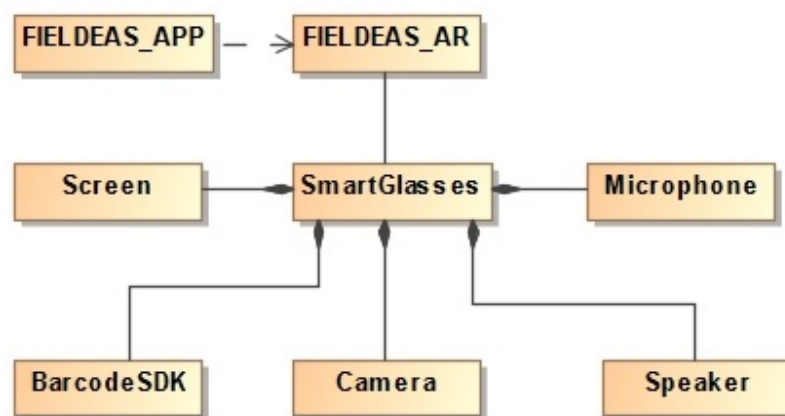 FIELDEAS_APP
FIELDEAS_AR
Screen
SmartGlasses
Microphone
BarcodeSDK
Camera
Speaker